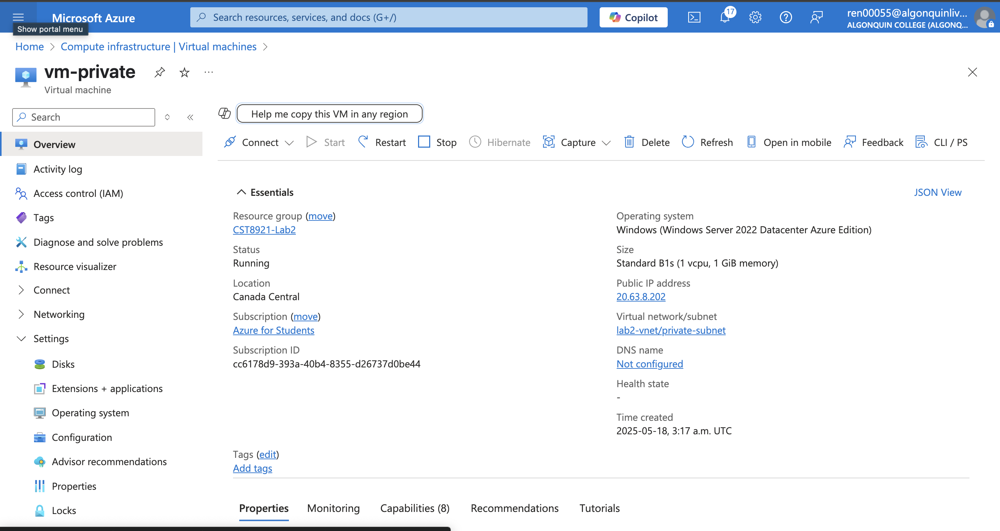 Microsoft Azure
Search resources, services, and docs (G+/)
Copilot
17
ren00055@algonquinliv...
ALGONQUIN COLLEGE (ALGONQ...
Show portal menu
Home > Compute infrastructure | Virtual machines >
vm-private
...
Virtual machine
Search
Help me copy this VM in any region
Connect
Start
Restart
Stop
Hibernate
Capture
Delete
Refresh
Open in mobile
Feedback
CLI / PS
Overview
Activity log
Access control (IAM)
Tags
Diagnose and solve problems
Resource visualizer
Connect
Networking
Settings
Disks
Extensions + applications
Operating system
Configuration
Advisor recommendations
Properties
Locks
Essentials
JSON View
Resource group (move)
CST8921-Lab2
Status
Running
Location
Canada Central
Subscription (move)
Azure for Students
Subscription ID
cc6178d9-393a-40b4-8355-d26737d0be44
Operating system
Windows (Windows Server 2022 Datacenter Azure Edition)
Size
Standard B1s (1 vcpu, 1 GiB memory)
Public IP address
20.63.8.202
Virtual network/subnet
lab2-vnet/private-subnet
DNS name
Not configured
Health state
-
Time created
2025-05-18, 3:17 a.m. UTC
Tags (edit)
Add tags
Properties
Monitoring
Capabilities (8)
Recommendations
Tutorials